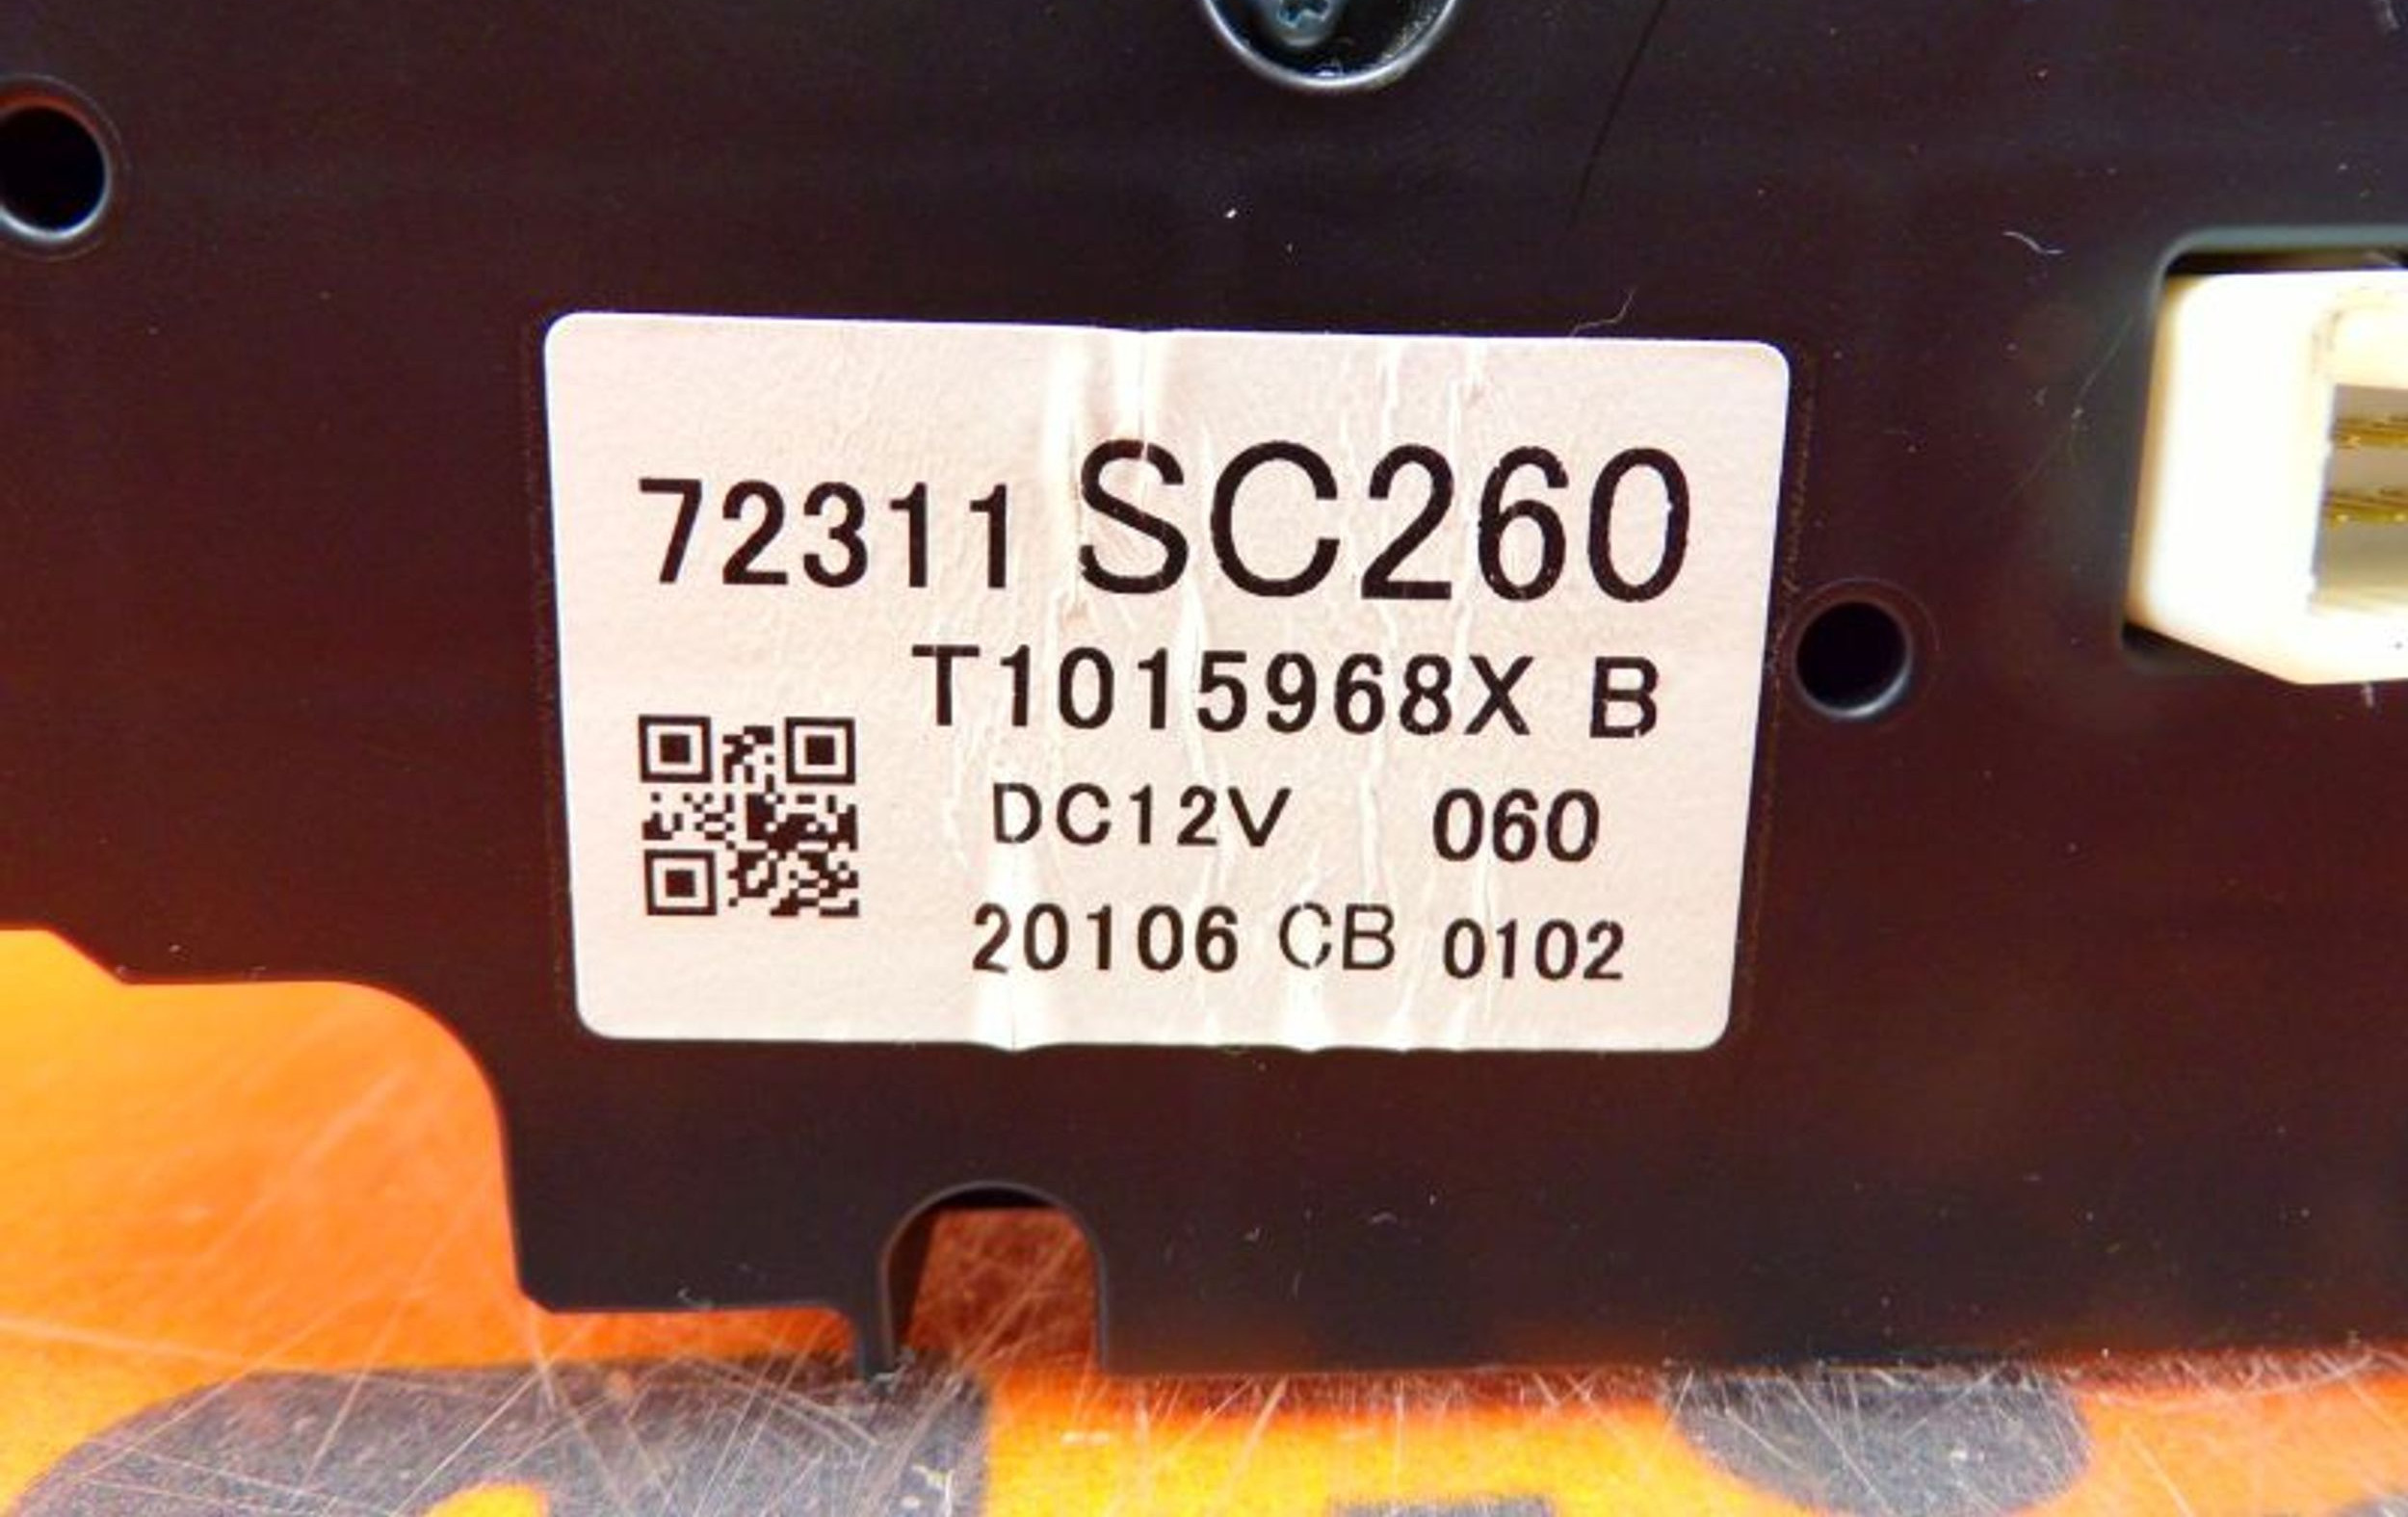 72311 SC260
T1015968X B
DC12V 060
20106 CB 0102